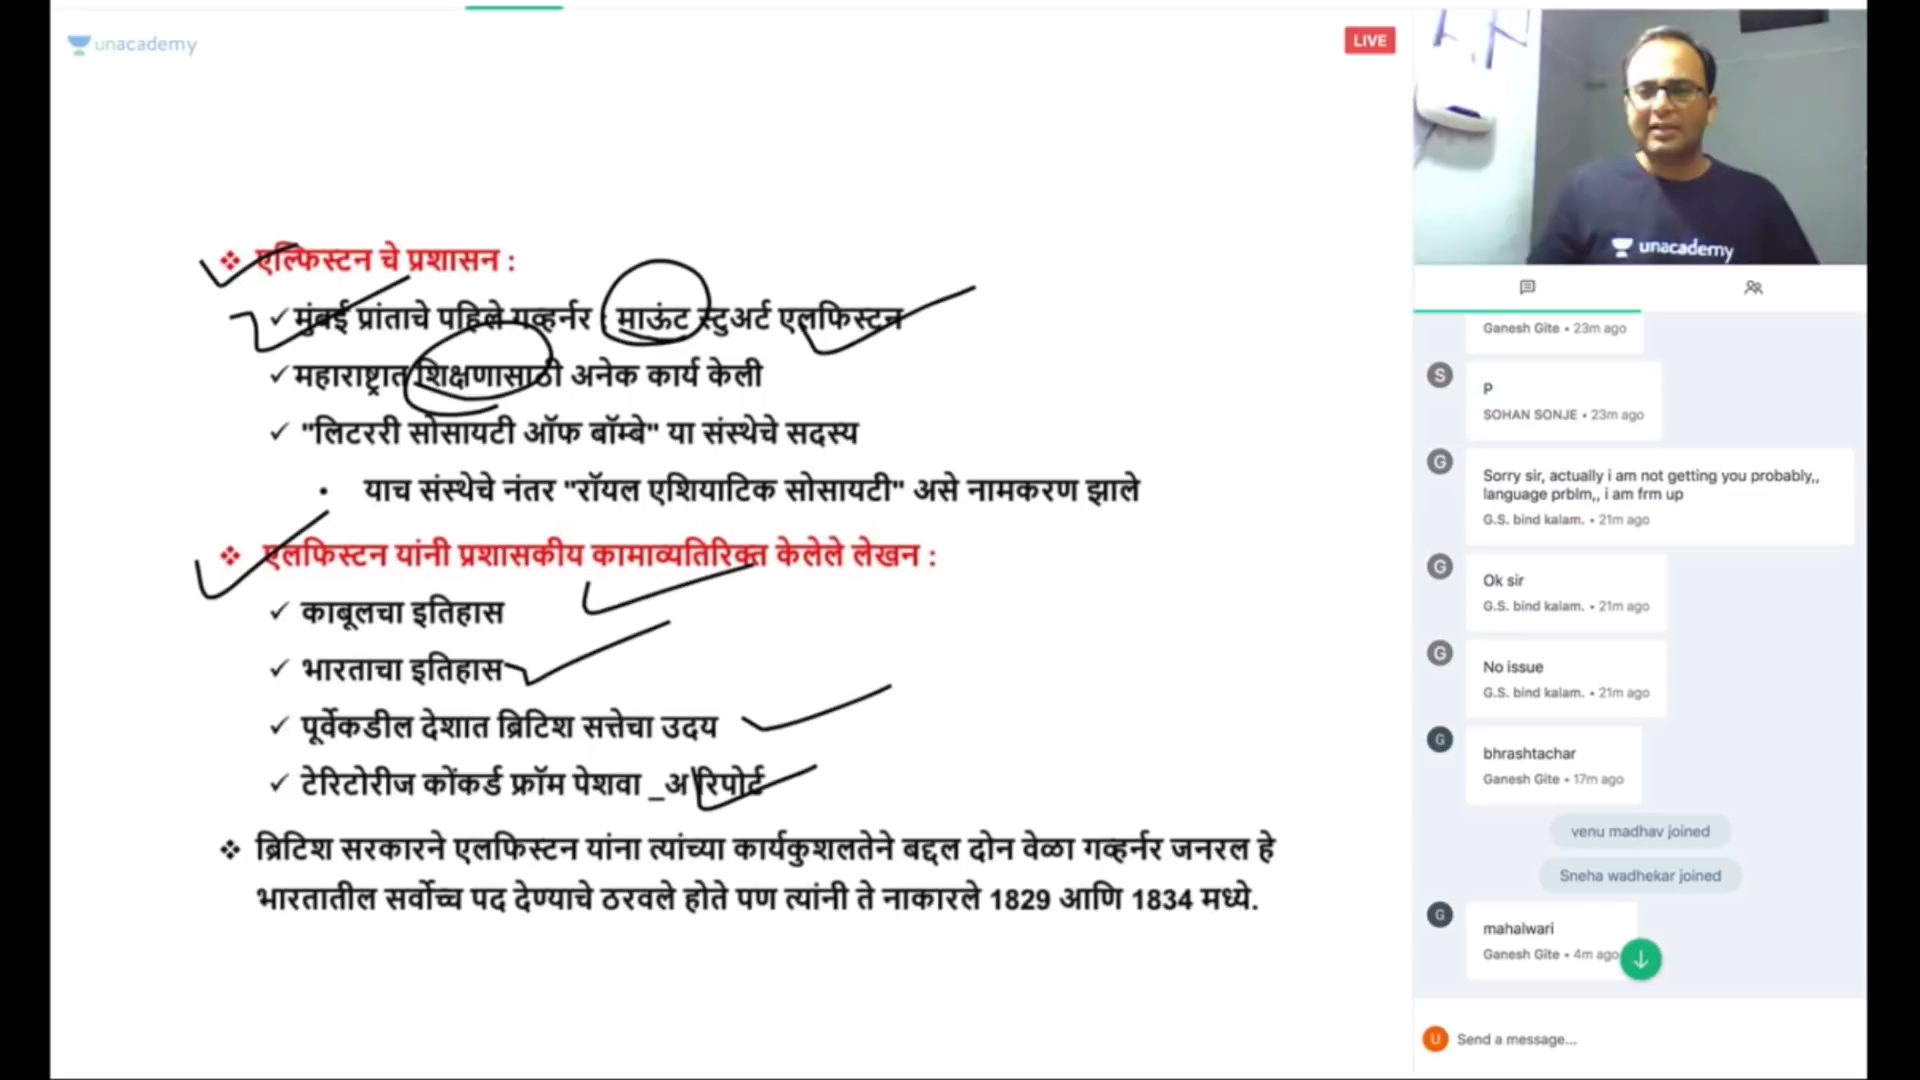 unacademy
LIVE
❖ एल्फिस्टन चे प्रशासन :
✓ मुंबई प्रांताचे पहिले गव्हर्नर : माऊंट स्टुअर्ट एलफिस्टन
✓ महाराष्ट्रात शिक्षणासाठी अनेक कार्य केली
✓ "लिटररी सोसायटी ऑफ बॉम्बे" या संस्थेचे सदस्य
• याच संस्थेचे नंतर "रॉयल एशियाटिक सोसायटी" असे नामकरण झाले
❖ एलफिस्टन यांनी प्रशासकीय कामाव्यतिरिक्त केलेले लेखन :
✓ काबूलचा इतिहास
✓ भारताचा इतिहास
✓ पूर्वेकडील देशात ब्रिटिश सत्तेचा उदय
✓ टेरिटोरीज कोंकर्ड फ्रॉम पेशवा _अ रिपोर्ट
❖ ब्रिटिश सरकारने एलफिस्टन यांना त्यांच्या कार्यकुशलतेने बद्दल दोन वेळा गव्हर्नर जनरल हे
भारतातील सर्वोच्च पद देण्याचे ठरवले होते पण त्यांनी ते नाकारले 1829 आणि 1834 मध्ये.
unacademy
Ganesh Gite • 23m ago
S
P
SOHAN SONJE • 23m ago
G
Sorry sir, actually i am not getting you probably,,
language prblm,, i am frm up
G.S. bind kalam. • 21m ago
G
Ok sir
G.S. bind kalam. • 21m ago
G
No issue
G.S. bind kalam. • 21m ago
G
bhrashtachar
Ganesh Gite • 17m ago
venu madhav joined
Sneha wadhekar joined
G
mahalwari
Ganesh Gite • 4m ago
U
Send a message...